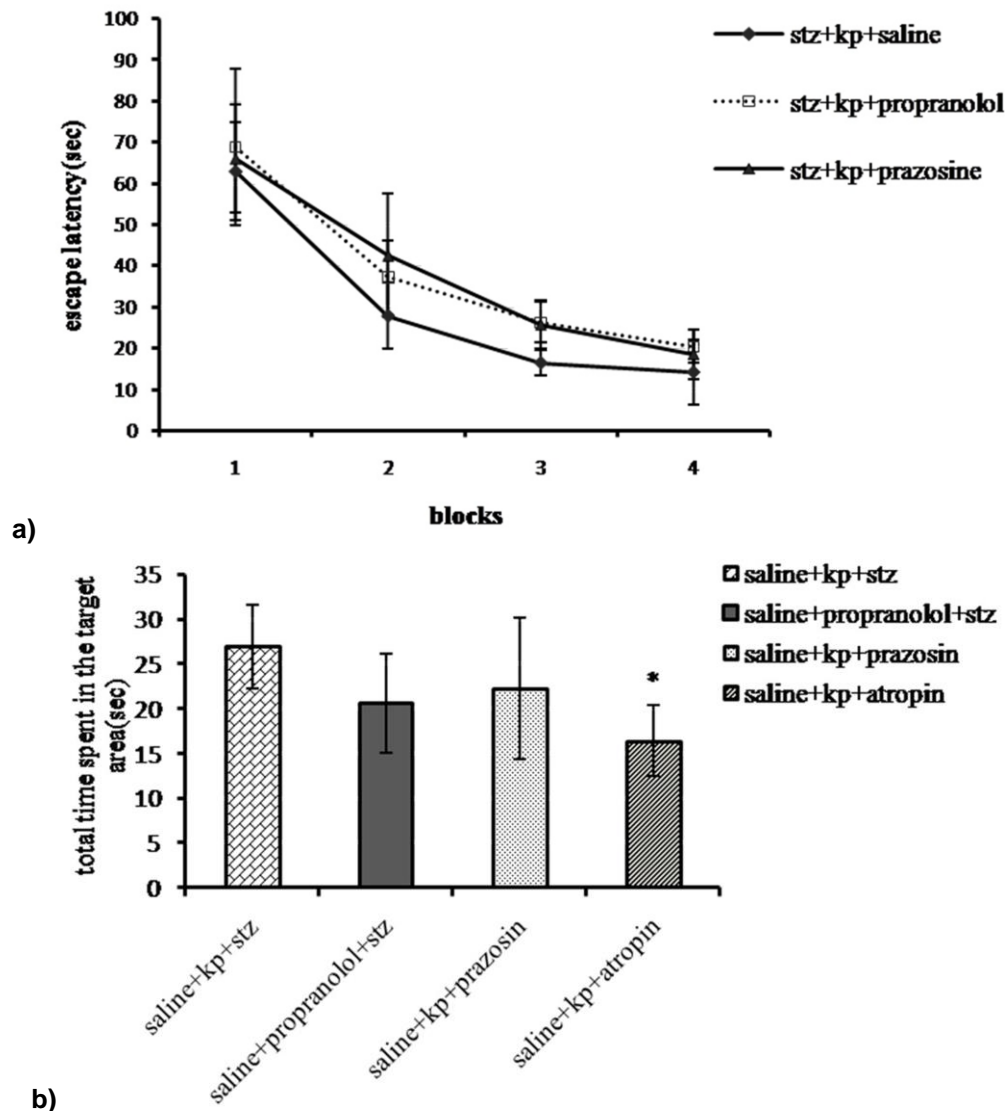 100
90
80
70
60
50
40
30
20
10
0
escape latency(sec)
1 2 3 4
blocks
stz+kp+saline
stz+kp+propranolol
stz+kp+prazosine
a)
35
30
25
20
15
10
5
0
total time spent in the target
area(sec)
*
saline+kp+stz
saline+propranolol+stz
saline+kp+prazosin
saline+kp+atropin
saline+kp+stz
saline+propranolol+stz
saline+kp+prazosin
saline+kp+atropin
b)